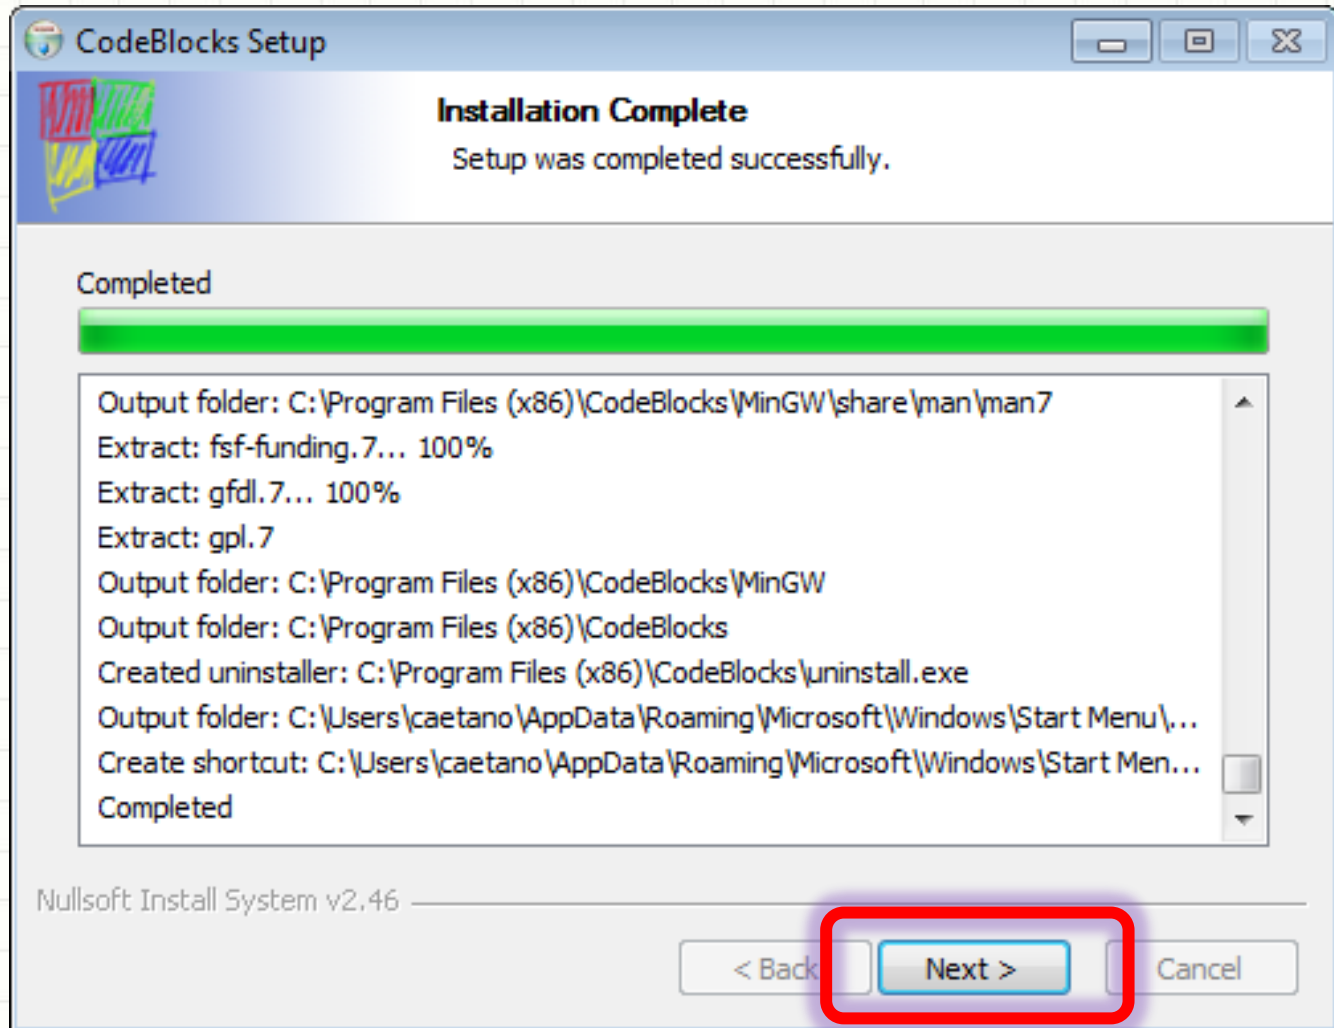 CodeBlocks Setup
Installation Complete
Setup was completed successfully.
Completed
Output folder: C:\Program Files (x86)\CodeBlocks\MinGW\share\man\man7
Extract: fsf-funding.7... 100%
Extract: gfdl.7... 100%
Extract: gpl.7
Output folder: C:\Program Files (x86)\CodeBlocks\MinGW
Output folder: C:\Program Files (x86)\CodeBlocks
Created uninstaller: C:\Program Files (x86)\CodeBlocks\uninstall.exe
Output folder: C:\Users\caetano\AppData\Roaming\Microsoft\Windows\Start Menu\...
Create shortcut: C:\Users\caetano\AppData\Roaming\Microsoft\Windows\Start Men...
Completed
Nullsoft Install System v2.46
< Back Next > Cancel